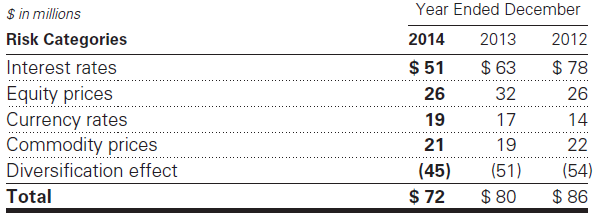 $ in millions Year Ended December
Risk Categories 2014 2013 2012
Interest rates $ 51 $ 63 $ 78
Equity prices 26 32 26
Currency rates 19 17 14
Commodity prices 21 19 22
Diversification effect (45) (51) (54)
Total $ 72 $ 80 $ 86